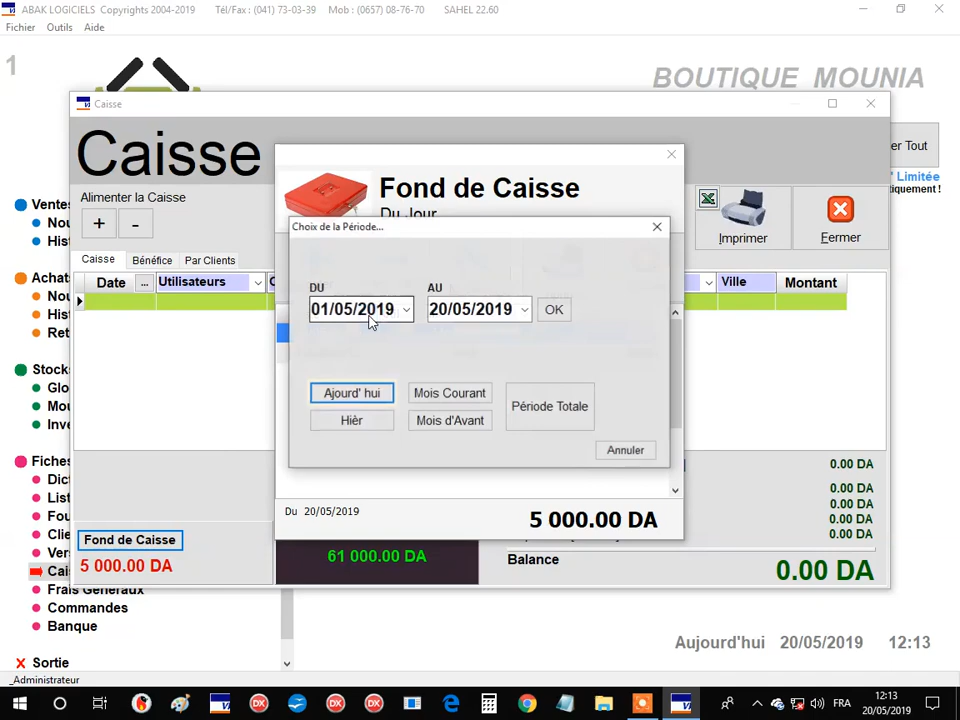 ABAK LOGICIELS Copyrights 2004-2019 Tél/Fax : (041) 73-03-39 Mob : (0657) 08-76-70 SAHEL 22.60
Fichier Outils Aide
1
BOUTIQUE MOUNIA
Caisse
Caisse
er Tout
Limitée
tiquement !
Alimenter la Caisse
+ -
Fond de Caisse
Du Jour
Imprimer
Fermer
Caisse Bénéfice Par Clients
Date ... Utilisateurs Ville Montant
Choix de la Période...
DU AU
01/05/2019 20/05/2019 OK
Ajourd' hui Mois Courant Période Totale
Hièr Mois d'Avant
Annuler
Du 20/05/2019
5 000.00 DA
Fond de Caisse
5 000.00 DA
61 000.00 DA
0.00 DA
0.00 DA
0.00 DA
0.00 DA
0.00 DA
Balance
0.00 DA
Ventes
Nou
Hist
Achat
Nou
Hist
Ret
Stocks
Glo
Mou
Inve
Fiches
Dict
List
Fou
Clie
Vers
Cais
Frais Généraux
Commandes
Banque
Sortie
Aujourd'hui 20/05/2019 12:13
_Administrateur
FRA
12:13
20/05/2019